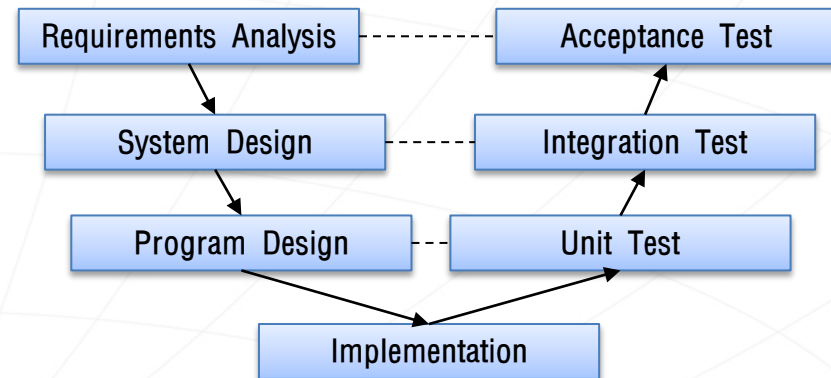 Requirements Analysis
Acceptance Test
System Design
Integration Test
Program Design
Unit Test
Implementation